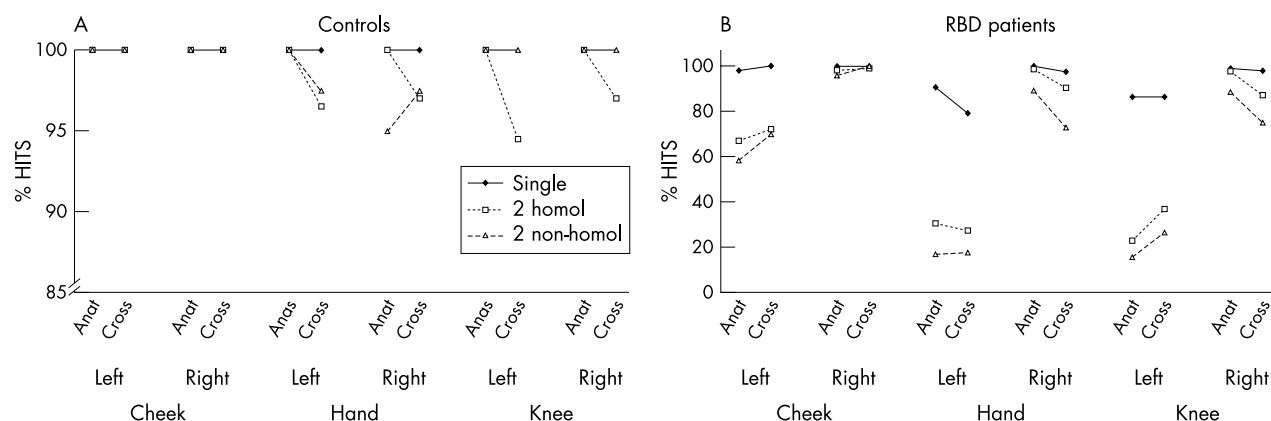 A
Controls
% HITS
100
95
90
85
Single
2 homol
2 non-homol
Anat Cross Anat Cross Anas Cross Anat Cross Anas Cross Anat Cross
Left Right Left Right Left Right
Cheek Hand Knee
B
RBD patients
% HITS
100
80
60
40
20
0
Anat Cross Anat Cross Anat Cross Anat Cross Anat Cross Anat Cross
Left Right Left Right Left Right
Cheek Hand Knee